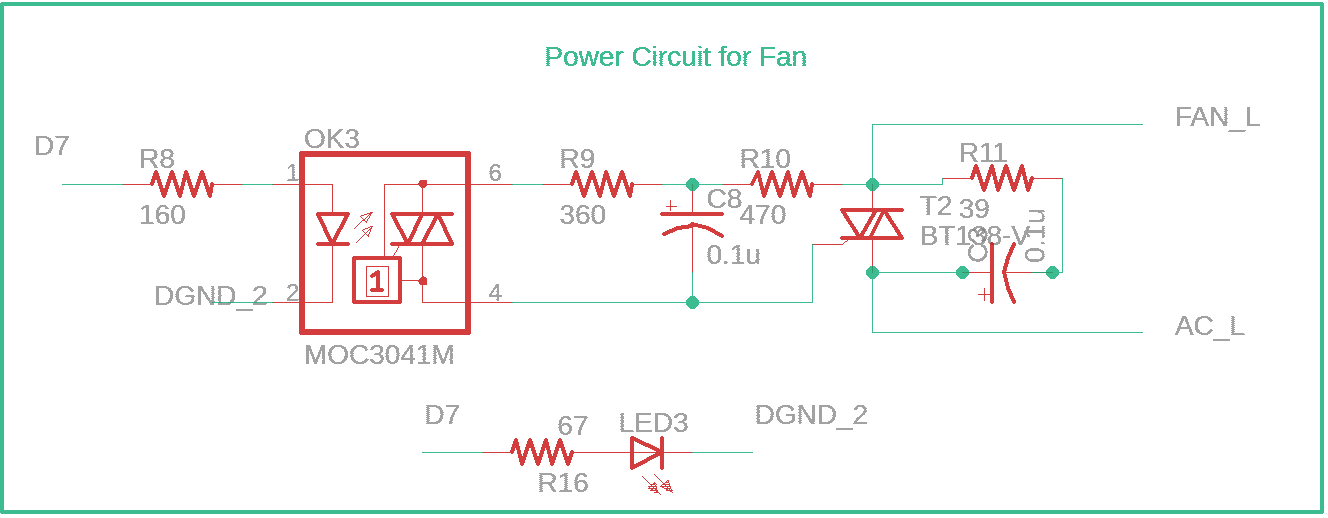 Power Circuit for Fan
FAN_L
D7
OK3
R8
R9
R10
R11
1
6
160
360
C8
470
T2
39
BT138-V
C9
0.1u
0.1u
1
DGND_2
2
4
AC_L
MOC3041M
D7
67
LED3
DGND_2
R16